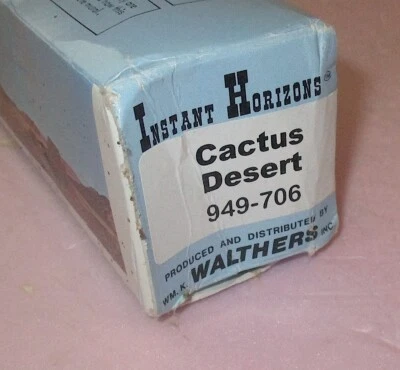 INSTANT HORIZONS®
Cactus
Desert
949-706
PRODUCED AND DISTRIBUTED BY
WM. K. WALTHERS INC.